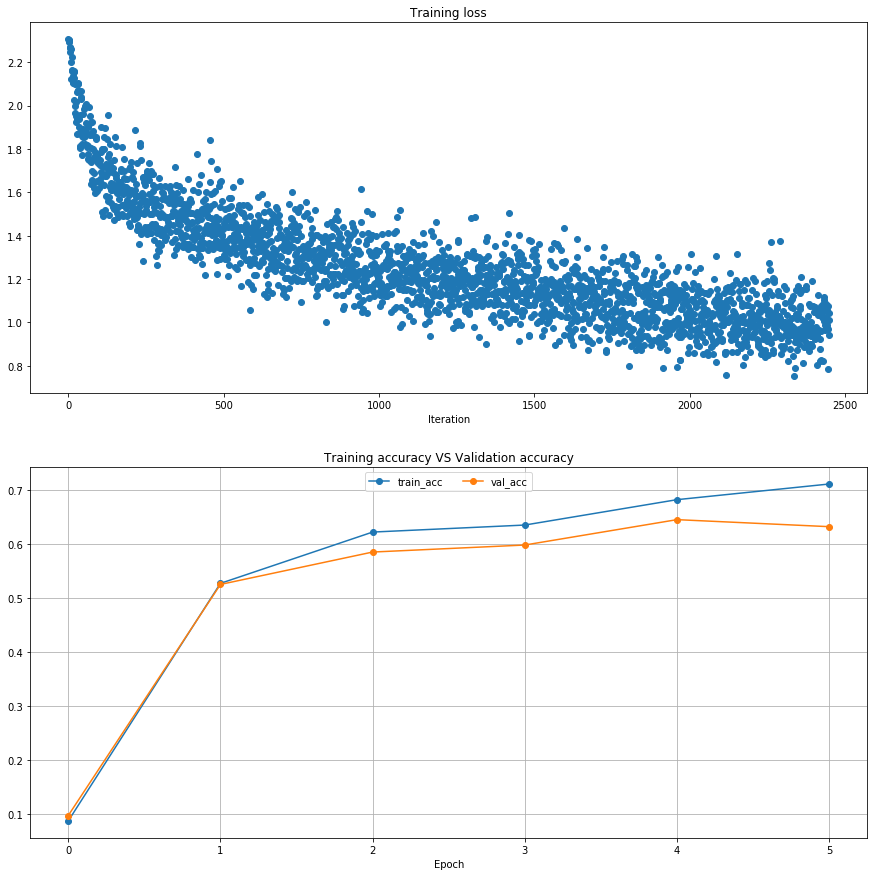 Training loss
2.2
2.0
1.8
1.6
1.4
1.2
1.0
0.8
0 500 1000 1500 2000 2500
Iteration
Training accuracy VS Validation accuracy
train_acc val_acc
0.7
0.6
0.5
0.4
0.3
0.2
0.1
0 1 2 3 4 5
Epoch